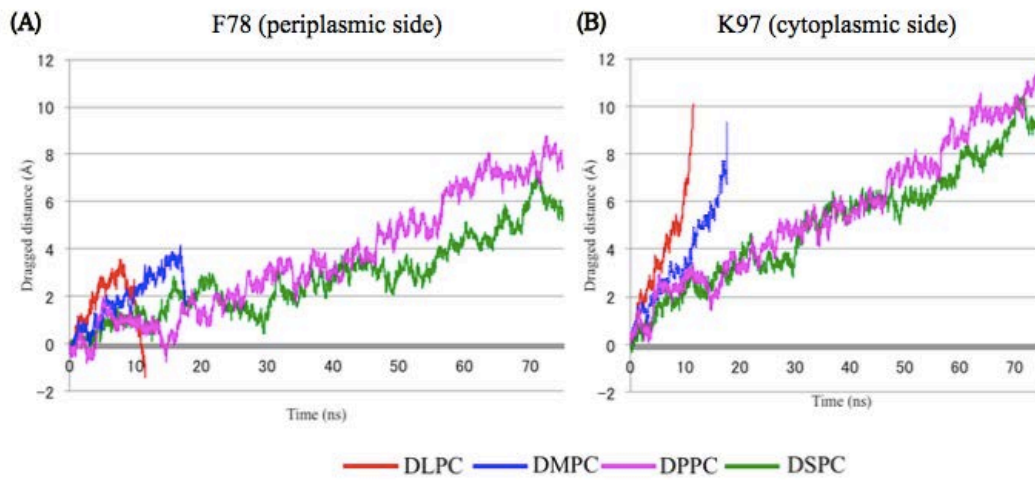 (A) F78 (periplasmic side)
12
10
8
6
4
2
0
−2
Dragged distance (Å)
0 10 20 30 40 50 60 70
Time (ns)
(B) K97 (cytoplasmic side)
12
10
8
6
4
2
0
−2
Dragged distance (Å)
0 10 20 30 40 50 60 70
Time (ns)
DLPC DMPC DPPC DSPC